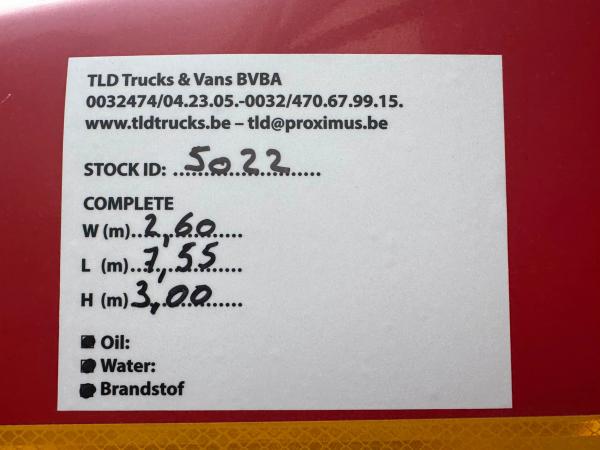 TLD Trucks & Vans BVBA
0032474/04.23.05.-0032/470.67.99.15.
www.tldtrucks.be – tld@proximus.be
STOCK ID: 5022
COMPLETE
W (m) 2,60
L (m) 7,55
H (m) 3,00
Oil:
Water:
Brandstof